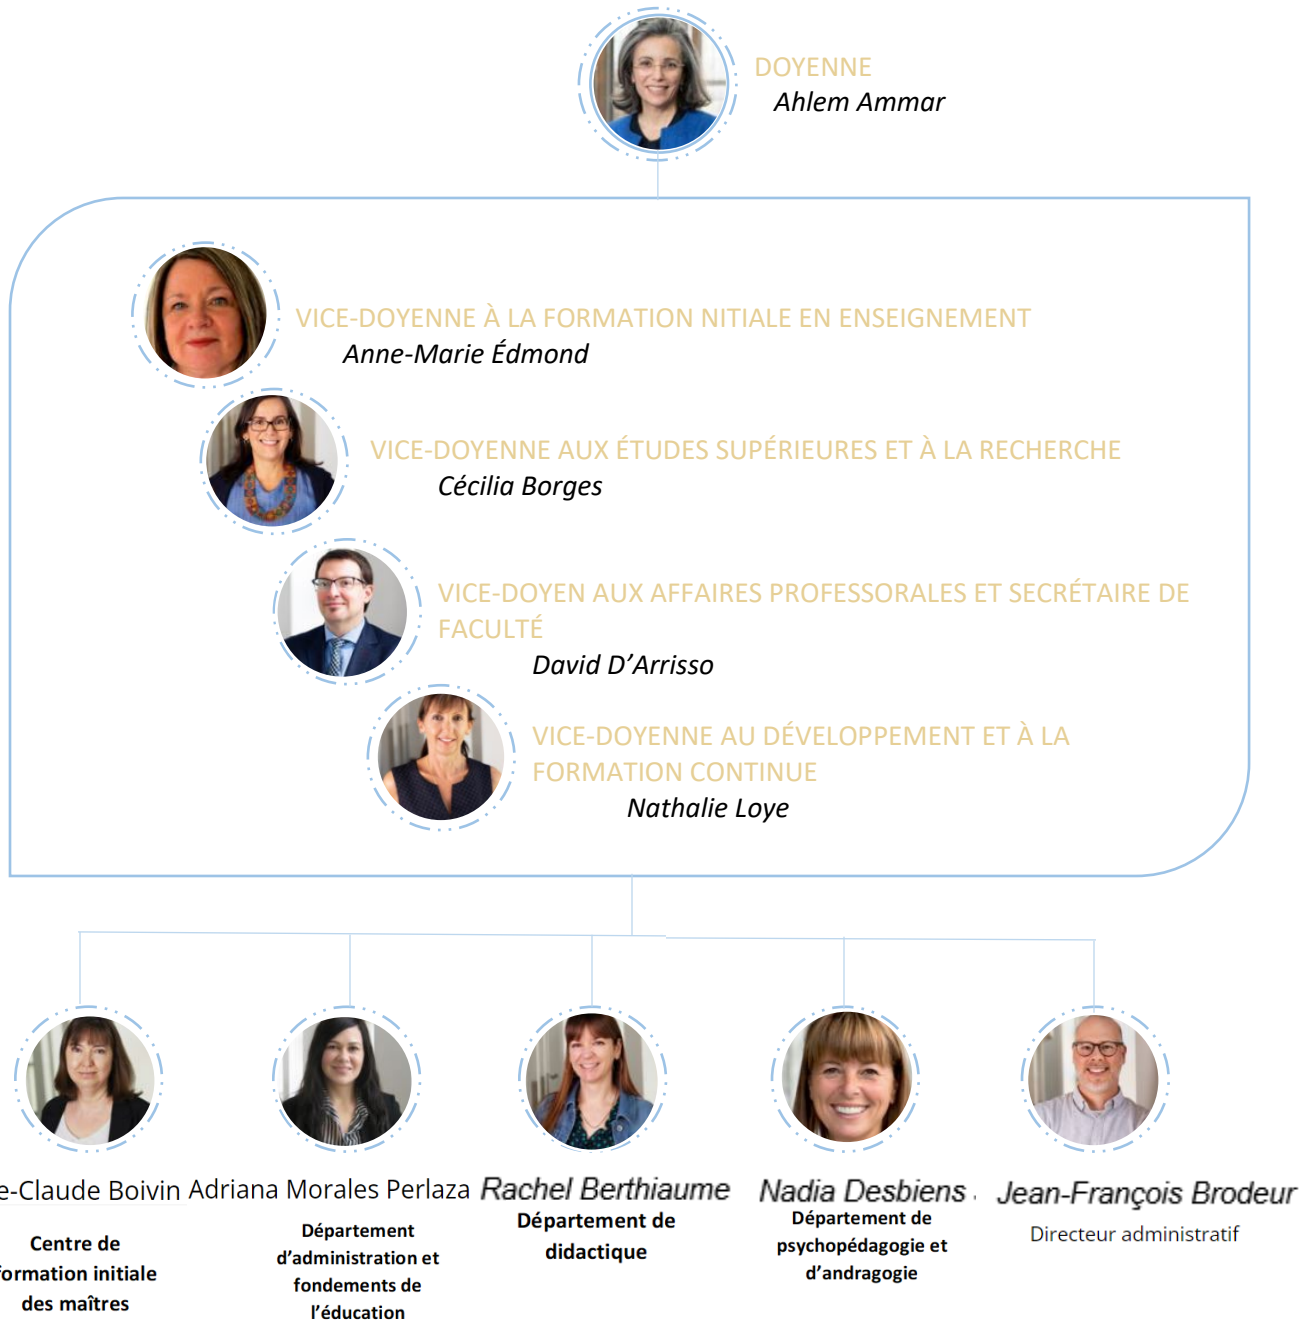 DOYENNE
Ahlem Ammar
VICE-DOYENNE À LA FORMATION NITIALE EN ENSEIGNEMENT
Anne-Marie Édmond
VICE-DOYENNE AUX ÉTUDES SUPÉRIEURES ET À LA RECHERCHE
Cécilia Borges
VICE-DOYEN AUX AFFAIRES PROFESSORALES ET SECRÉTAIRE DE
FACULTÉ
David D’Arrisso
VICE-DOYENNE AU DÉVELOPPEMENT ET À LA
FORMATION CONTINUE
Nathalie Loye
e-Claude Boivin
Centre de
formation initiale
des maîtres
Adriana Morales Perlaza
Département
d’administration et
fondements de
l’éducation
Rachel Berthiaume
Département de
didactique
Nadia Desbiens
Département de
psychopédagogie et
d’andragogie
Jean-François Brodeur
Directeur administratif